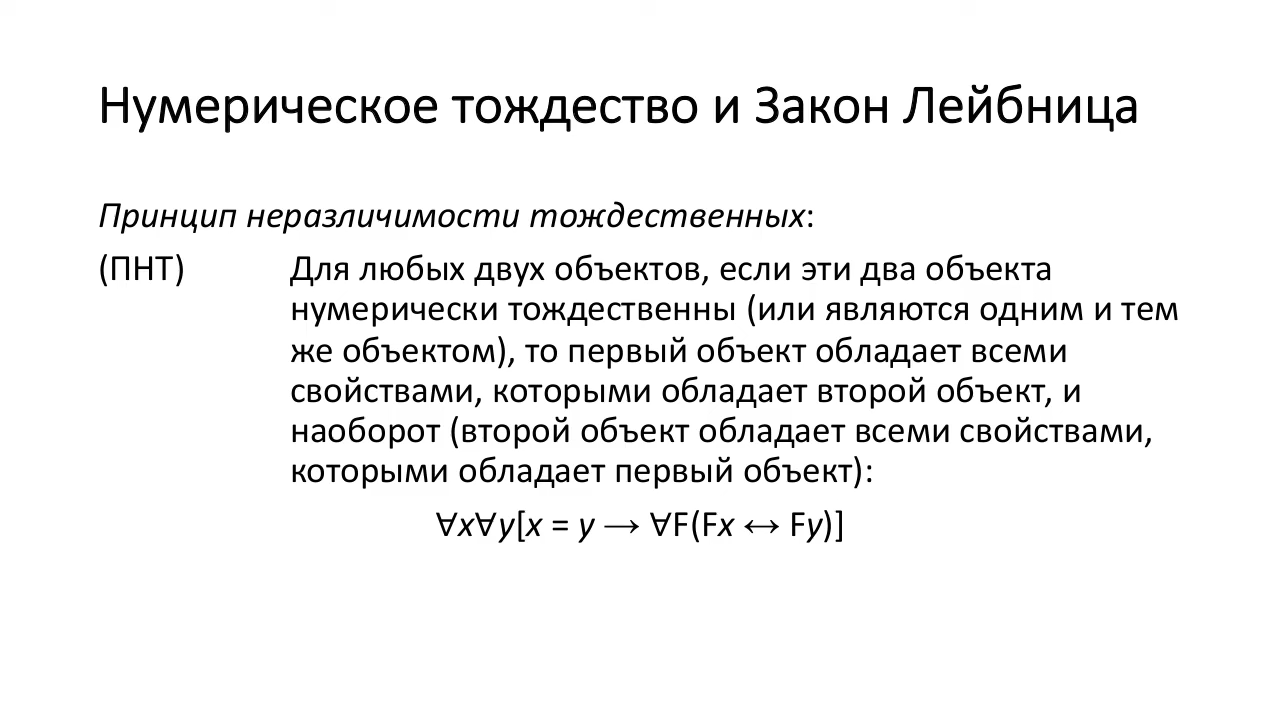 Нумерическое тождество и Закон Лейбница
Принцип неразличимости тождественных:
(ПНТ) Для любых двух объектов, если эти два объекта
нумерически тождественны (или являются одним и тем
же объектом), то первый объект обладает всеми
свойствами, которыми обладает второй объект, и
наоборот (второй объект обладает всеми свойствами,
которыми обладает первый объект):
∀x∀y[x = y → ∀F(Fx ↔ Fy)]